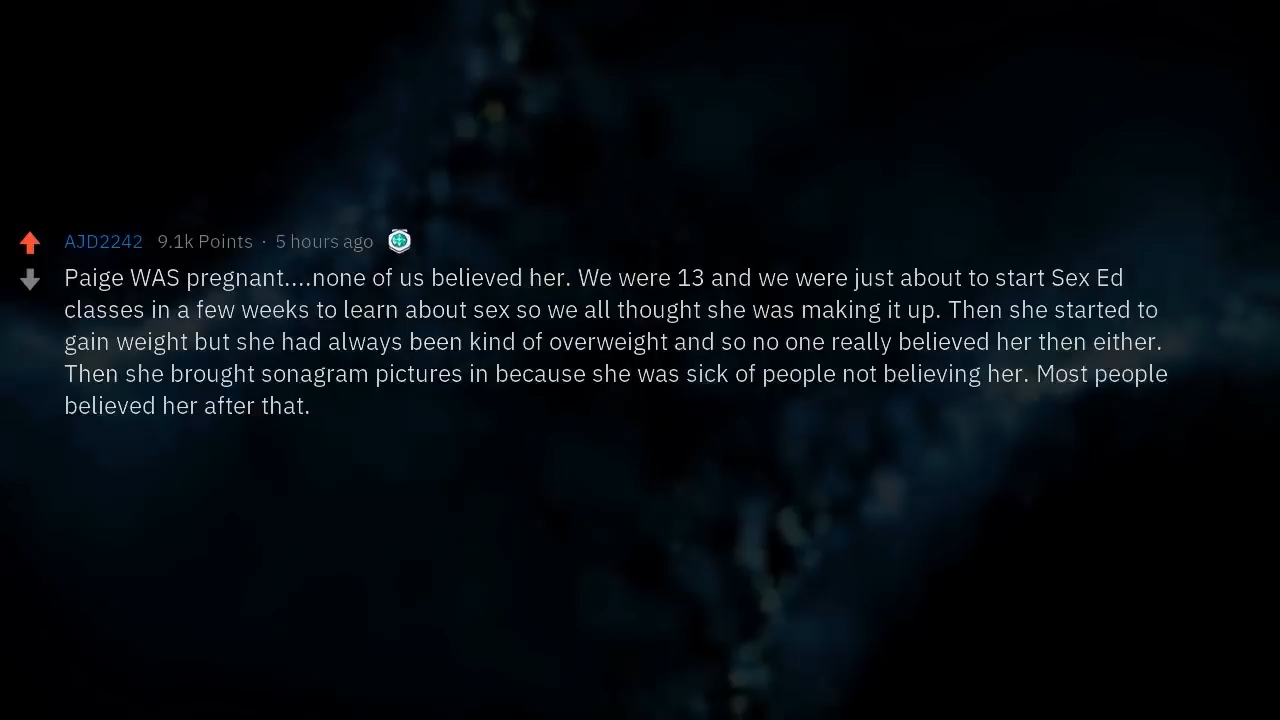 AJD2242 9.1k Points · 5 hours ago
Paige WAS pregnant....none of us believed her. We were 13 and we were just about to start Sex Ed
classes in a few weeks to learn about sex so we all thought she was making it up. Then she started to
gain weight but she had always been kind of overweight and so no one really believed her then either.
Then she brought sonagram pictures in because she was sick of people not believing her. Most people
believed her after that.